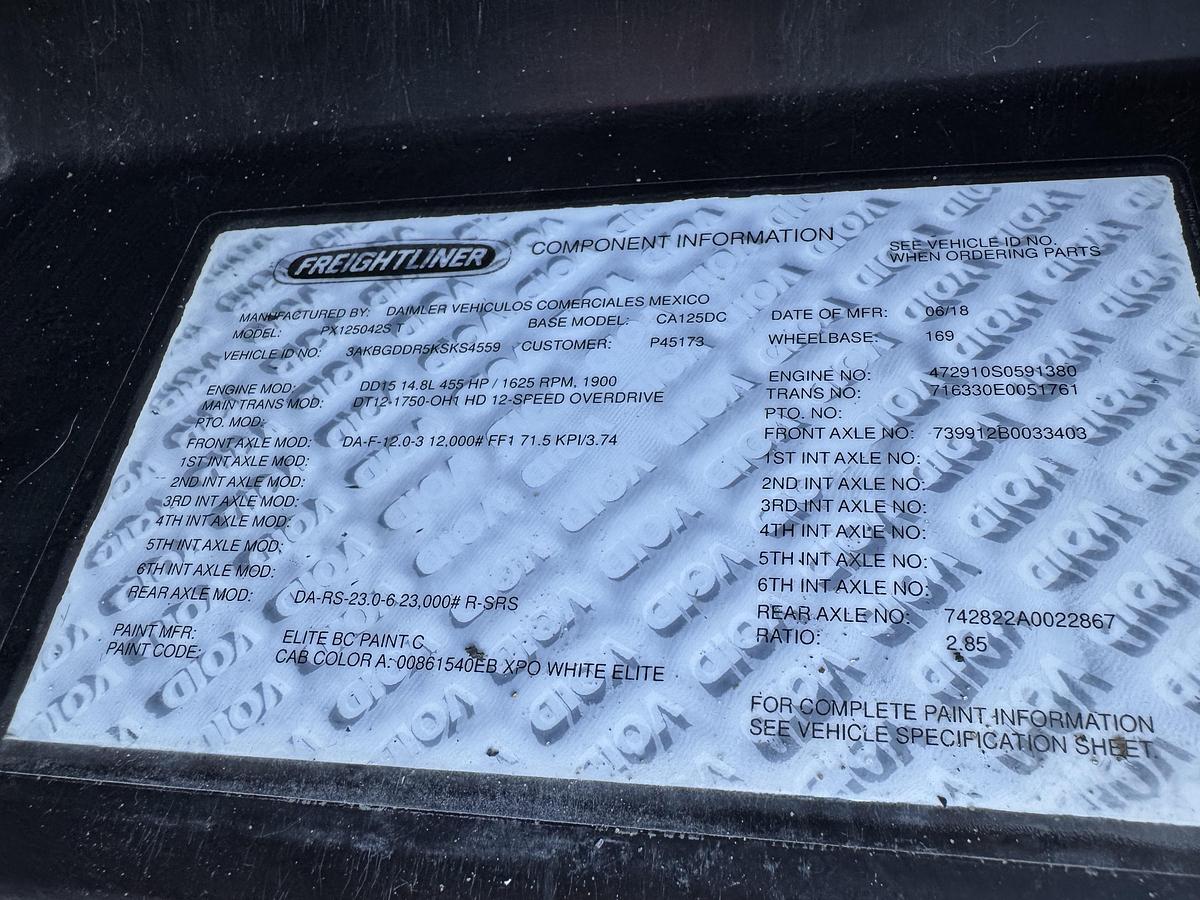 FREIGHTLINER COMPONENT INFORMATION
SEE VEHICLE ID NO.
WHEN ORDERING PARTS
MANUFACTURED BY: DAIMLER VEHICULOS COMERCIALES MEXICO
DATE OF MFR: 06/18
MODEL: PX125042S T BASE MODEL: CA125DC
WHEELBASE: 169
VEHICLE ID NO: 3AKBGDDR5KSKS4559 CUSTOMER: P45173
ENGINE MOD: DD15 14.8L 455 HP / 1625 RPM, 1900 ENGINE NO: 472910S0591380
MAIN TRANS MOD: DT12-1750-OH1 HD 12-SPEED OVERDRIVE TRANS NO: 716330E0051761
PTO. MOD: PTO. NO:
FRONT AXLE MOD: DA-F-12.0-3 12,000# FF1 71.5 KPI/3.74 FRONT AXLE NO: 739912B0033403
1ST INT AXLE MOD: 1ST INT AXLE NO:
2ND INT AXLE MOD: 2ND INT AXLE NO:
3RD INT AXLE MOD: 3RD INT AXLE NO:
4TH INT AXLE MOD: 4TH INT AXLE NO:
5TH INT AXLE MOD: 5TH INT AXLE NO:
6TH INT AXLE MOD: 6TH INT AXLE NO:
REAR AXLE MOD: DA-RS-23.0-6 23,000# R-SRS REAR AXLE NO: 742822A0022867
RATIO: 2.85
PAINT MFR: ELITE BC PAINT C
PAINT CODE: CAB COLOR A: 00861540EB XPO WHITE ELITE
FOR COMPLETE PAINT INFORMATION
SEE VEHICLE SPECIFICATION SHEET.